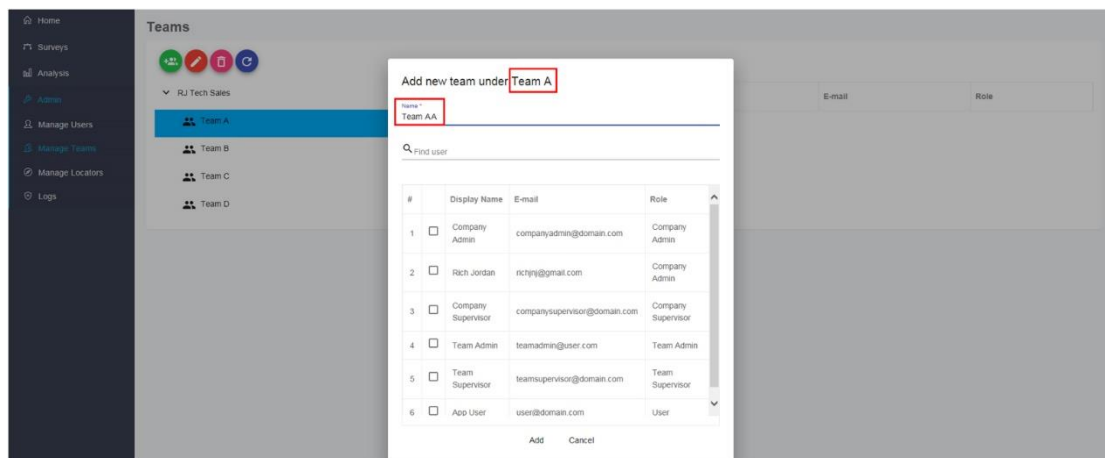 Home
Surveys
Analysis
Admin
Manage Users
Manage Teams
Manage Locators
Logs
Teams
RJ Tech Sales
Team A
Team B
Team C
Team D
E-mail Role
Add new team under Team A
Name *
Team AA
Find user
# Display Name E-mail Role
1 Company Admin companyadmin@domain.com Company Admin
2 Rich Jordan richjnj@gmail.com Company Admin
3 Company Supervisor companysupervisor@domain.com Company Supervisor
4 Team Admin teamadmin@user.com Team Admin
5 Team Supervisor teamsupervisor@domain.com Team Supervisor
6 App User user@domain.com User
Add Cancel